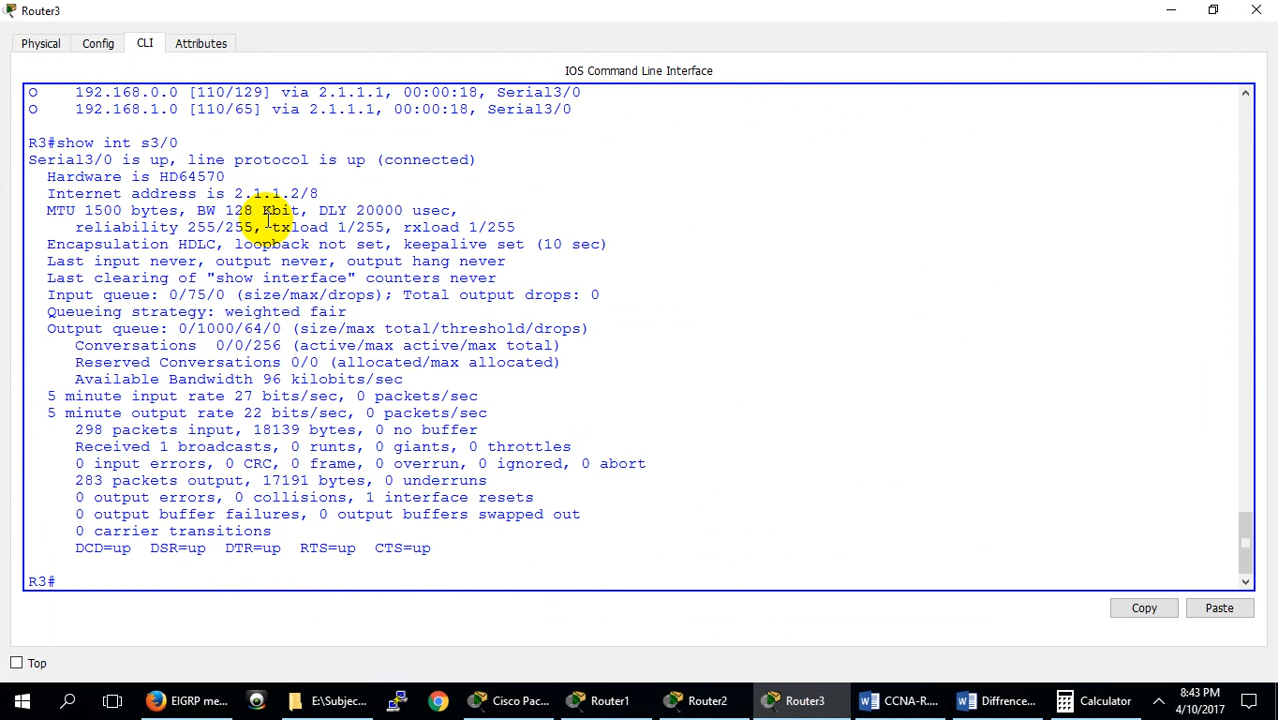 Router3
Physical Config CLI Attributes
IOS Command Line Interface
O 192.168.0.0 [110/129] via 2.1.1.1, 00:00:18, Serial3/0
O 192.168.1.0 [110/65] via 2.1.1.1, 00:00:18, Serial3/0
R3#show int s3/0
Serial3/0 is up, line protocol is up (connected)
Hardware is HD64570
Internet address is 2.1.1.2/8
MTU 1500 bytes, BW 128 Kbit, DLY 20000 usec,
reliability 255/255, txload 1/255, rxload 1/255
Encapsulation HDLC, loopback not set, keepalive set (10 sec)
Last input never, output never, output hang never
Last clearing of "show interface" counters never
Input queue: 0/75/0 (size/max/drops); Total output drops: 0
Queueing strategy: weighted fair
Output queue: 0/1000/64/0 (size/max total/threshold/drops)
Conversations 0/0/256 (active/max active/max total)
Reserved Conversations 0/0 (allocated/max allocated)
Available Bandwidth 96 kilobits/sec
5 minute input rate 27 bits/sec, 0 packets/sec
5 minute output rate 22 bits/sec, 0 packets/sec
298 packets input, 18139 bytes, 0 no buffer
Received 1 broadcasts, 0 runts, 0 giants, 0 throttles
0 input errors, 0 CRC, 0 frame, 0 overrun, 0 ignored, 0 abort
283 packets output, 17191 bytes, 0 underruns
0 output errors, 0 collisions, 1 interface resets
0 output buffer failures, 0 output buffers swapped out
0 carrier transitions
DCD=up DSR=up DTR=up RTS=up CTS=up
R3#
Copy Paste
Top
EIGRP me... E:\Subjec... Cisco Pac... Router1 Router2 Router3 CCNA-R... Differenc... Calculator 8:43 PM
4/10/2017